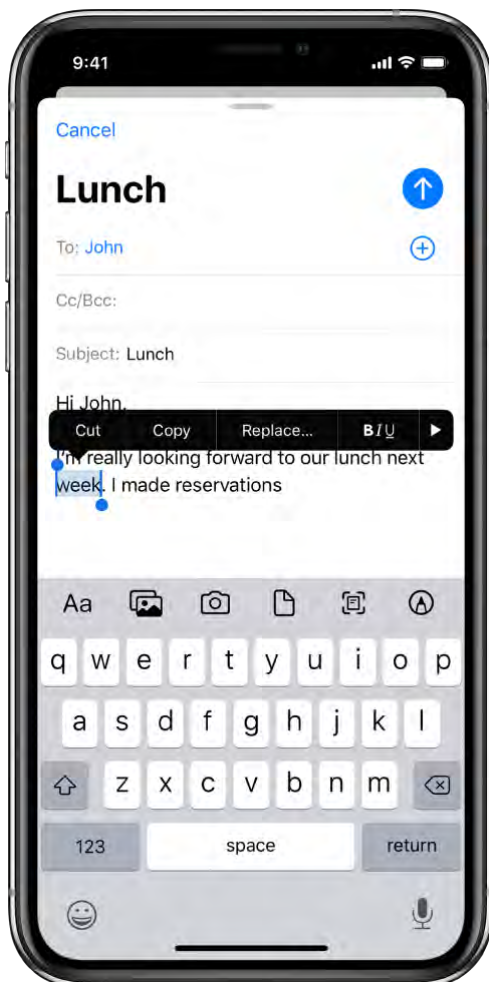 9:41
Cancel
Lunch
To: John
Cc/Bcc:
Subject: Lunch
Hi John,
Cut Copy Replace... B I U
I'm really looking forward to our lunch next
week. I made reservations
Aa
q w e r t y u i o p
a s d f g h j k l
z x c v b n m
123 space return